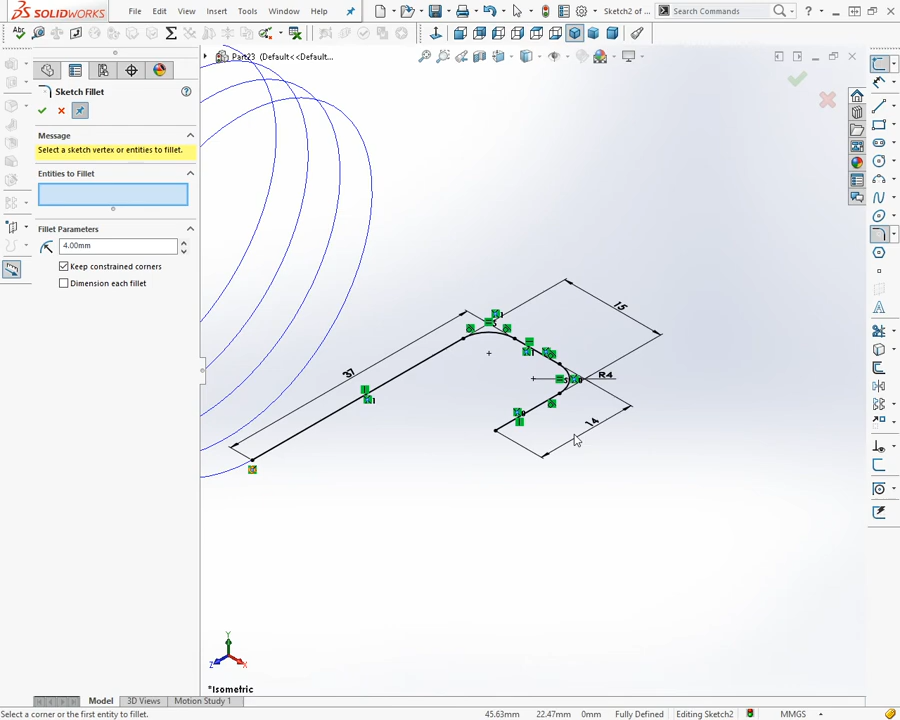 SOLIDWORKS
File Edit View Insert Tools Window Help
Sketch2 of ...
Search Commands
Part23 (Default<<Default...
Sketch Fillet
Message
Select a sketch vertex or entities to fillet.
Entities to Fillet
Fillet Parameters
4.00mm
Keep constrained corners
Dimension each fillet
15
37
R4
14
Y
Z
X
*Isometric
Model 3D Views Motion Study 1
Select a corner or the first entity to fillet.
45.63mm 22.47mm 0mm Fully Defined Editing Sketch2 MMGS